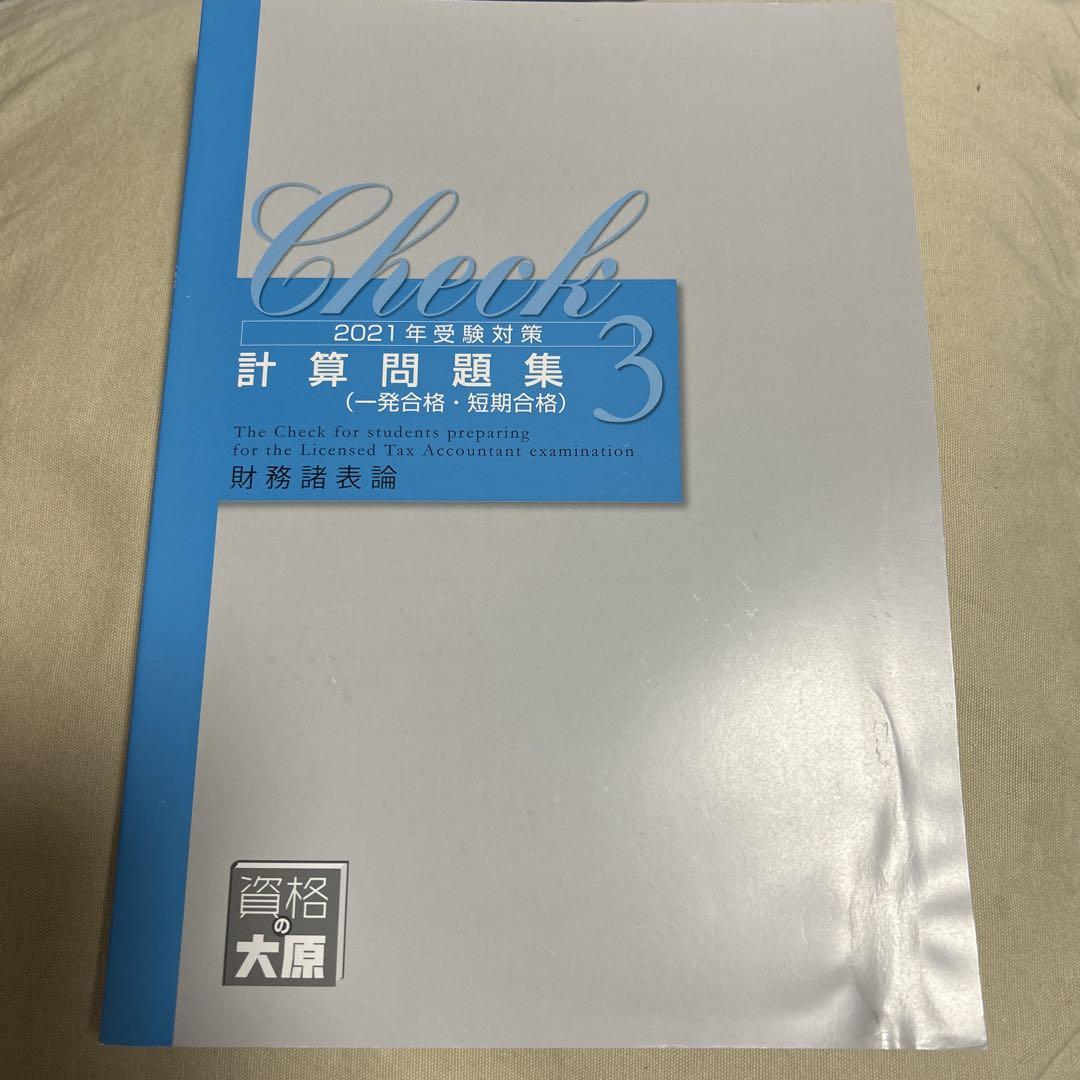 Check
2021年受験対策
計算問題集 3
(一発合格・短期合格)
The Check for students preparing
for the Licensed Tax Accountant examination
財務諸表論
資格
の
大原